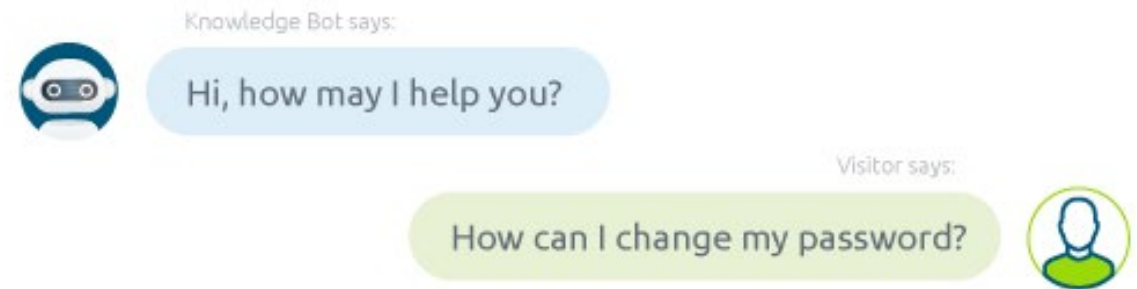 Knowledge Bot says:
Hi, how may I help you?
Visitor says:
How can I change my password?